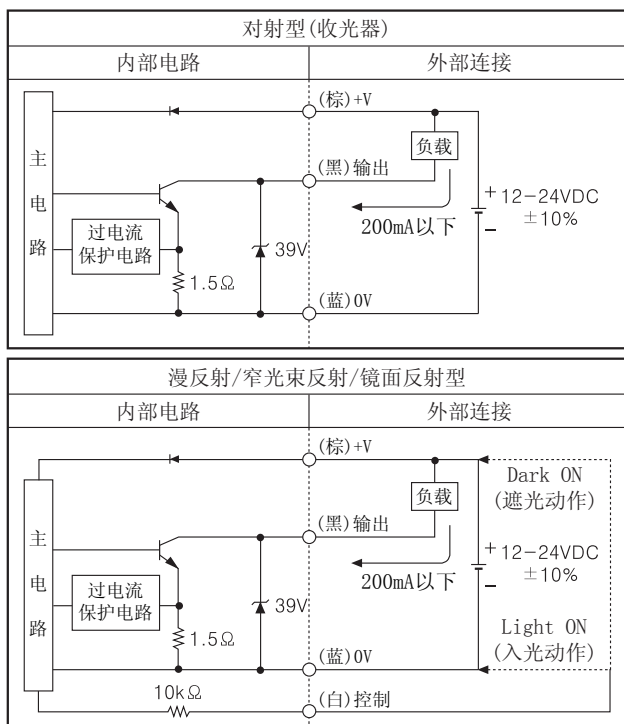 对射型(收光器)
内部电路
外部连接
(棕)+V
主电路
负载
(黑)输出
200mA以下
+ 12-24VDC
±10%
-
过电流
保护电路
39V
1.5Ω
(蓝)0V
漫反射/窄光束反射/镜面反射型
内部电路
外部连接
(棕)+V
Dark ON
(遮光动作)
主电路
负载
(黑)输出
200mA以下
+ 12-24VDC
±10%
-
过电流
保护电路
39V
1.5Ω
Light ON
(入光动作)
(蓝)0V
10kΩ
(白)控制